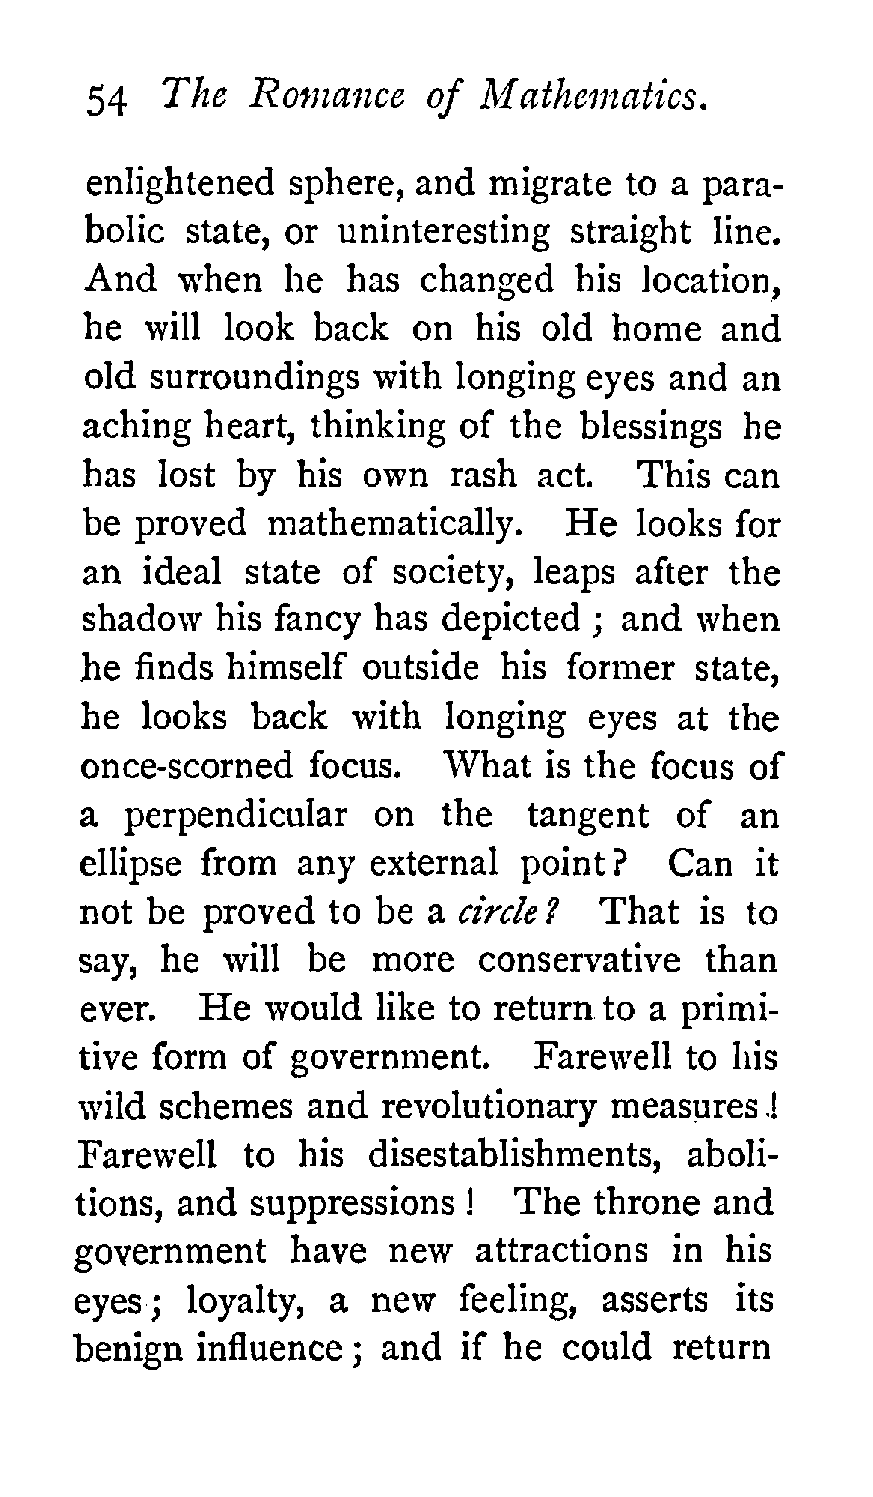 54 The Romance of Mathematics.
enlightened sphere, and migrate to a para-
bolic state, or uninteresting straight line.
And when he has changed his location,
he will look back on his old home and
old surroundings with longing eyes and an
aching heart, thinking of the blessings he
has lost by his own rash act. This can
be proved mathematically. He looks for
an ideal state of society, leaps after the
shadow his fancy has depicted ; and when
he finds himself outside his former state,
he looks back with longing eyes at the
once-scorned focus. What is the focus of
a perpendicular on the tangent of an
ellipse from any external point ? Can it
not be proved to be a circle ? That is to
say, he will be more conservative than
ever. He would like to return to a primi-
tive form of government. Farewell to his
wild schemes and revolutionary measures !
Farewell to his disestablishments, aboli-
tions, and suppressions ! The throne and
government have new attractions in his
eyes ; loyalty, a new feeling, asserts its
benign influence ; and if he could return